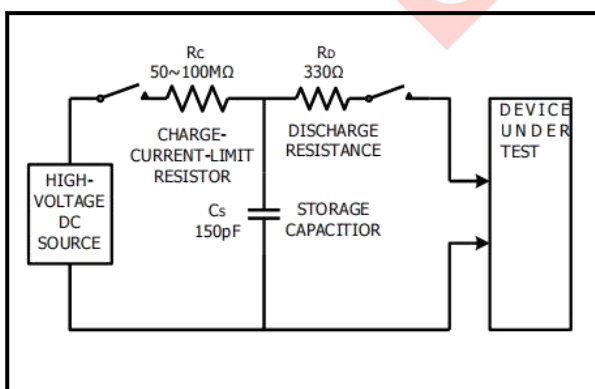 Rc
50~100MΩ
RD
330Ω
CHARGE-
CURRENT-LIMIT
RESISTOR
DISCHARGE
RESISTANCE
DEVICE
UNDER
TEST
HIGH-
VOLTAGE
DC
SOURCE
Cs
150pF
STORAGE
CAPACITIOR